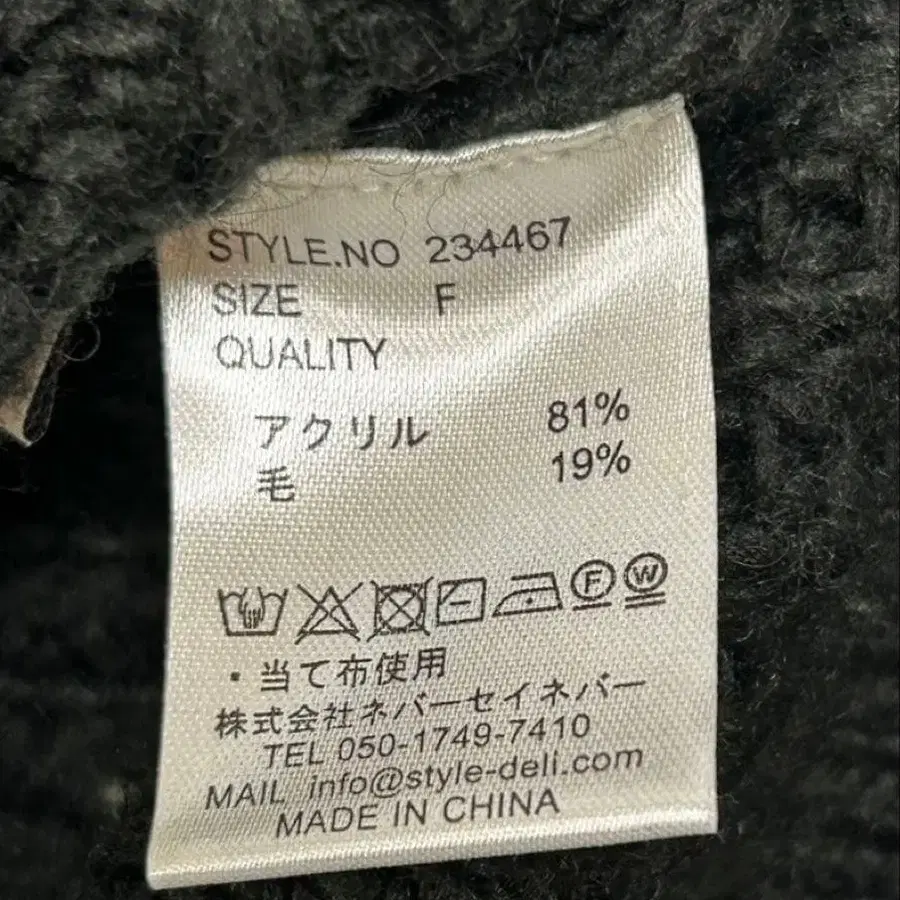 STYLE.NO 234467
SIZE F
QUALITY
アクリル 81%
毛 19%
F W
・当て布使用
株式会社ネバーセイネバー
TEL 050-1749-7410
MAIL info@style-deli.com
MADE IN CHINA